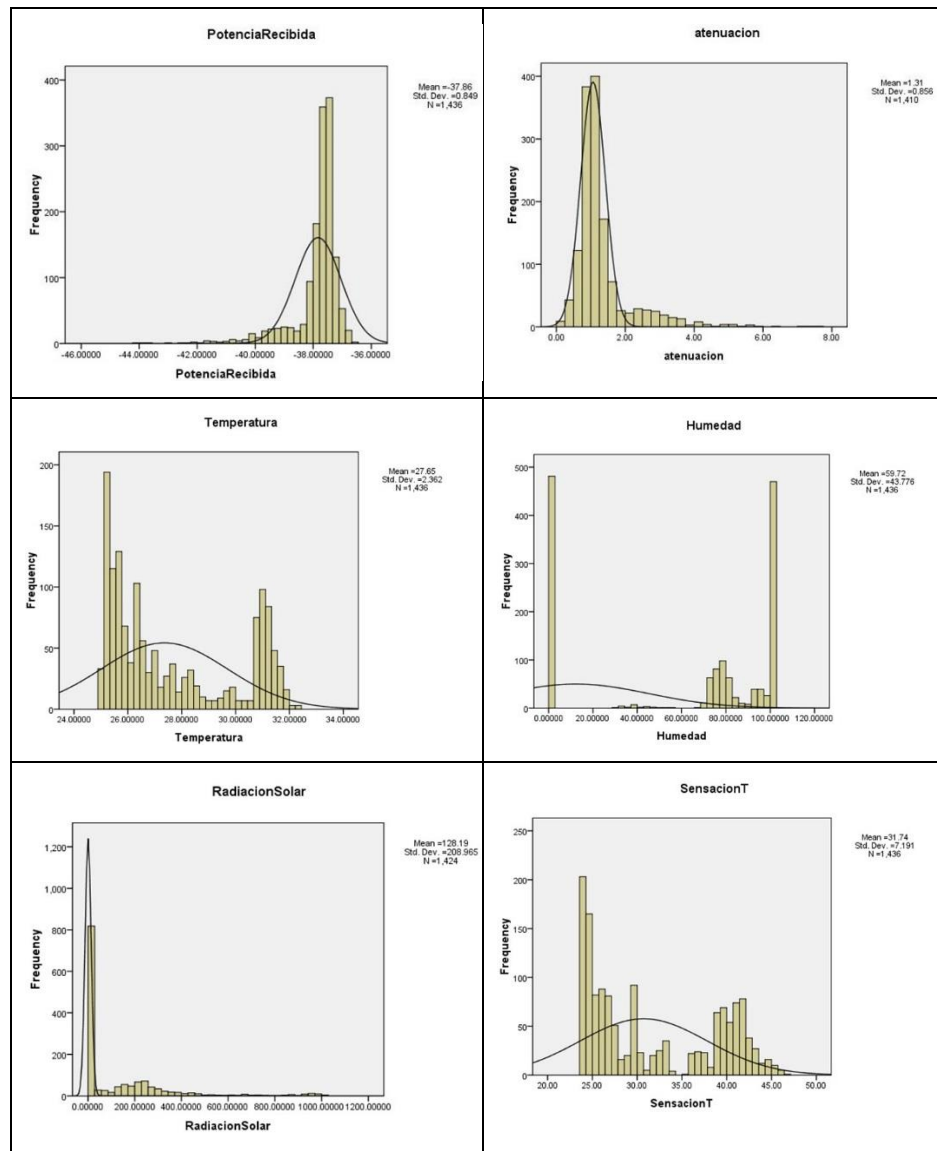 PotenciaRecibida
Mean =-37.86
Std. Dev. =0.849
N =1,436
400
300
200
100
0
Frequency
-46.00000 -44.00000 -42.00000 -40.00000 -38.00000 -36.00000
PotenciaRecibida
atenuacion
Mean =1.31
Std. Dev. =0.856
N =1,410
400
300
200
100
0
Frequency
0.00 2.00 4.00 6.00 8.00
atenuacion
Temperatura
Mean =27.65
Std. Dev. =2.362
N =1,436
200
150
100
50
0
Frequency
24.00000 26.00000 28.00000 30.00000 32.00000 34.00000
Temperatura
Humedad
Mean =59.72
Std. Dev. =43.776
N =1,436
500
400
300
200
100
0
Frequency
0.00000 20.00000 40.00000 60.00000 80.00000 100.00000 120.00000
Humedad
RadiacionSolar
Mean =128.19
Std. Dev. =208.965
N =1,424
1,200
1,000
800
600
400
200
0
Frequency
0.00000 200.00000 400.00000 600.00000 800.00000 1000.00000 1200.00000
RadiacionSolar
SensacionT
Mean =31.74
Std. Dev. =7.191
N =1,436
250
200
150
100
50
0
Frequency
20.00 25.00 30.00 35.00 40.00 45.00 50.00
SensacionT